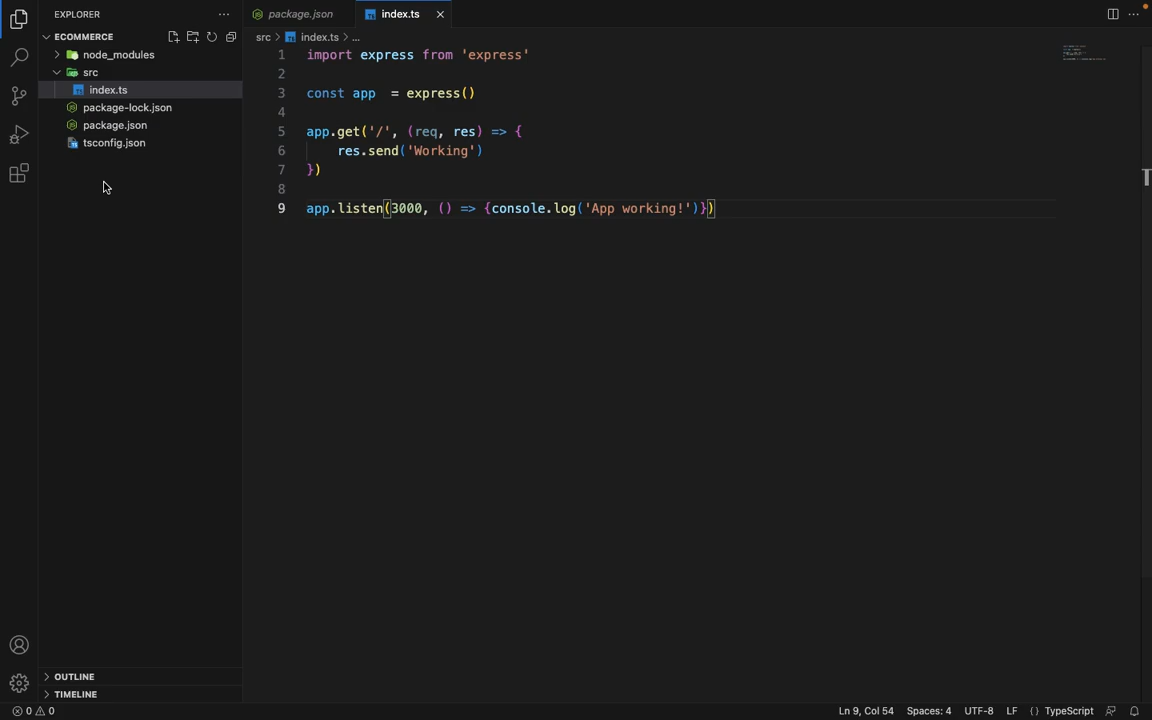 EXPLORER
ECOMMERCE
node_modules
src
index.ts
package-lock.json
package.json
tsconfig.json
OUTLINE
TIMELINE
package.json
index.ts
src > index.ts > ...
1 import express from 'express'
2
3 const app  = express()
4
5 app.get('/', (req, res) => {
6     res.send('Working')
7 })
8
9 app.listen(3000, () => {console.log('App working!')})
0 0 Ln 9, Col 54 Spaces: 4 UTF-8 LF {} TypeScript